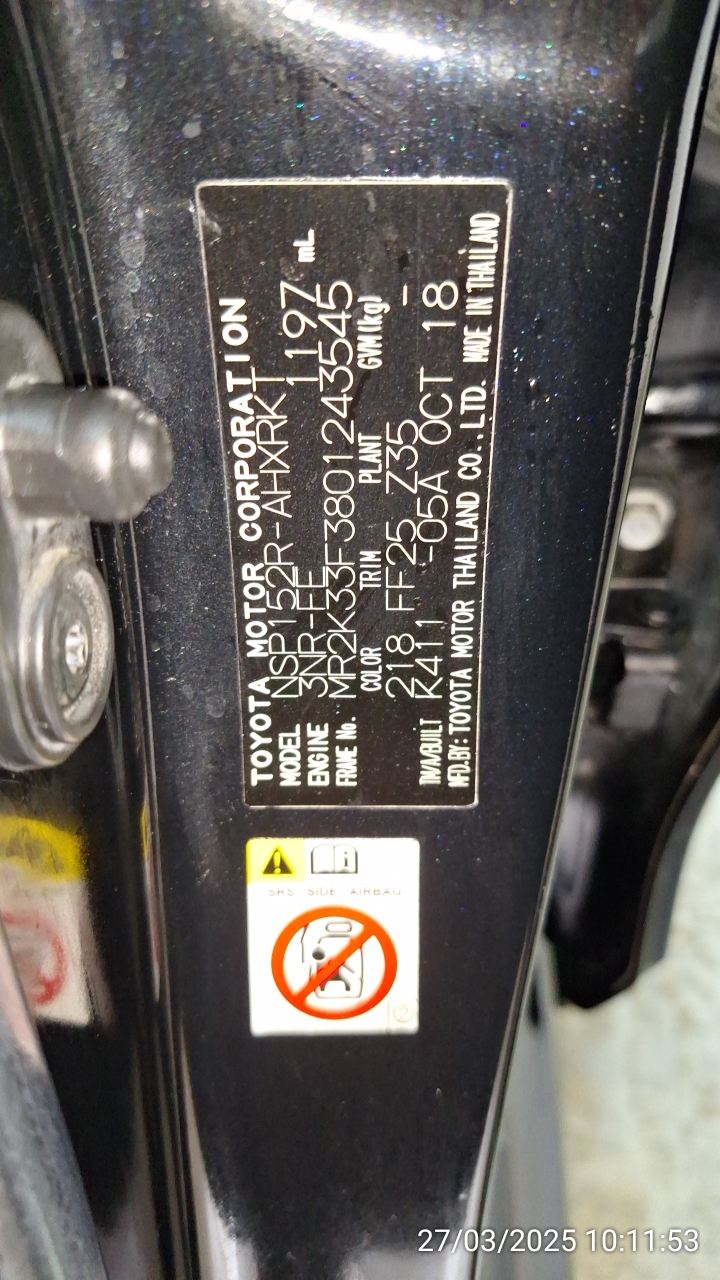 TOYOTA MOTOR CORPORATION
MODEL NSP152R-AHXRKT
ENGINE 3NR-FE 1197 mL
FRAME No. MR2K33F3801243545
COLOR TRIM PLANT GVM(kg)
218 FF25 Z35 -
TM/A/BUILT K411 -05A OCT 18
MFD.BY:TOYOTA MOTOR THAILAND CO.,LTD. MADE IN THAILAND
SRS SIDE AIRBAG
2
27/03/2025 10:11:53